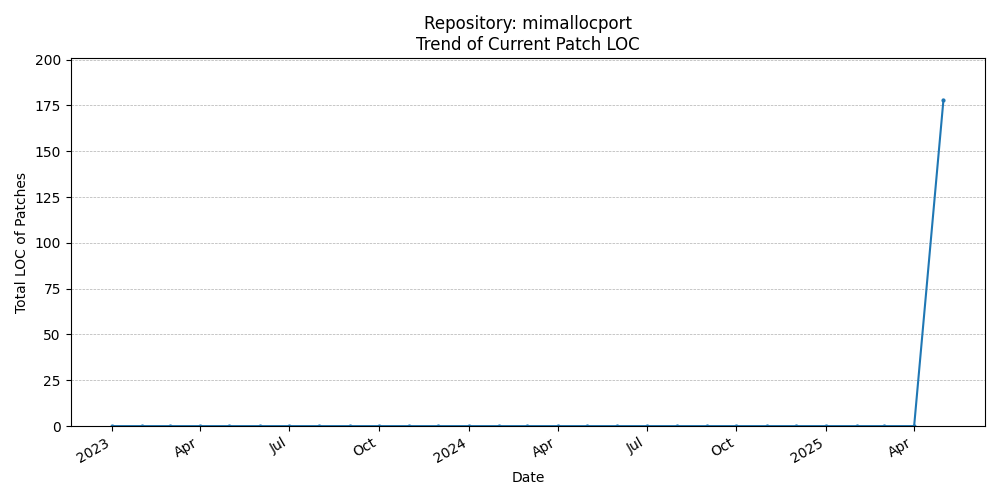 Repository: mimallocport
Trend of Current Patch LOC
Total LOC of Patches
200
175
150
125
100
75
50
25
0
2023
Apr
Jul
Oct
2024
Apr
Jul
Oct
2025
Apr
Date